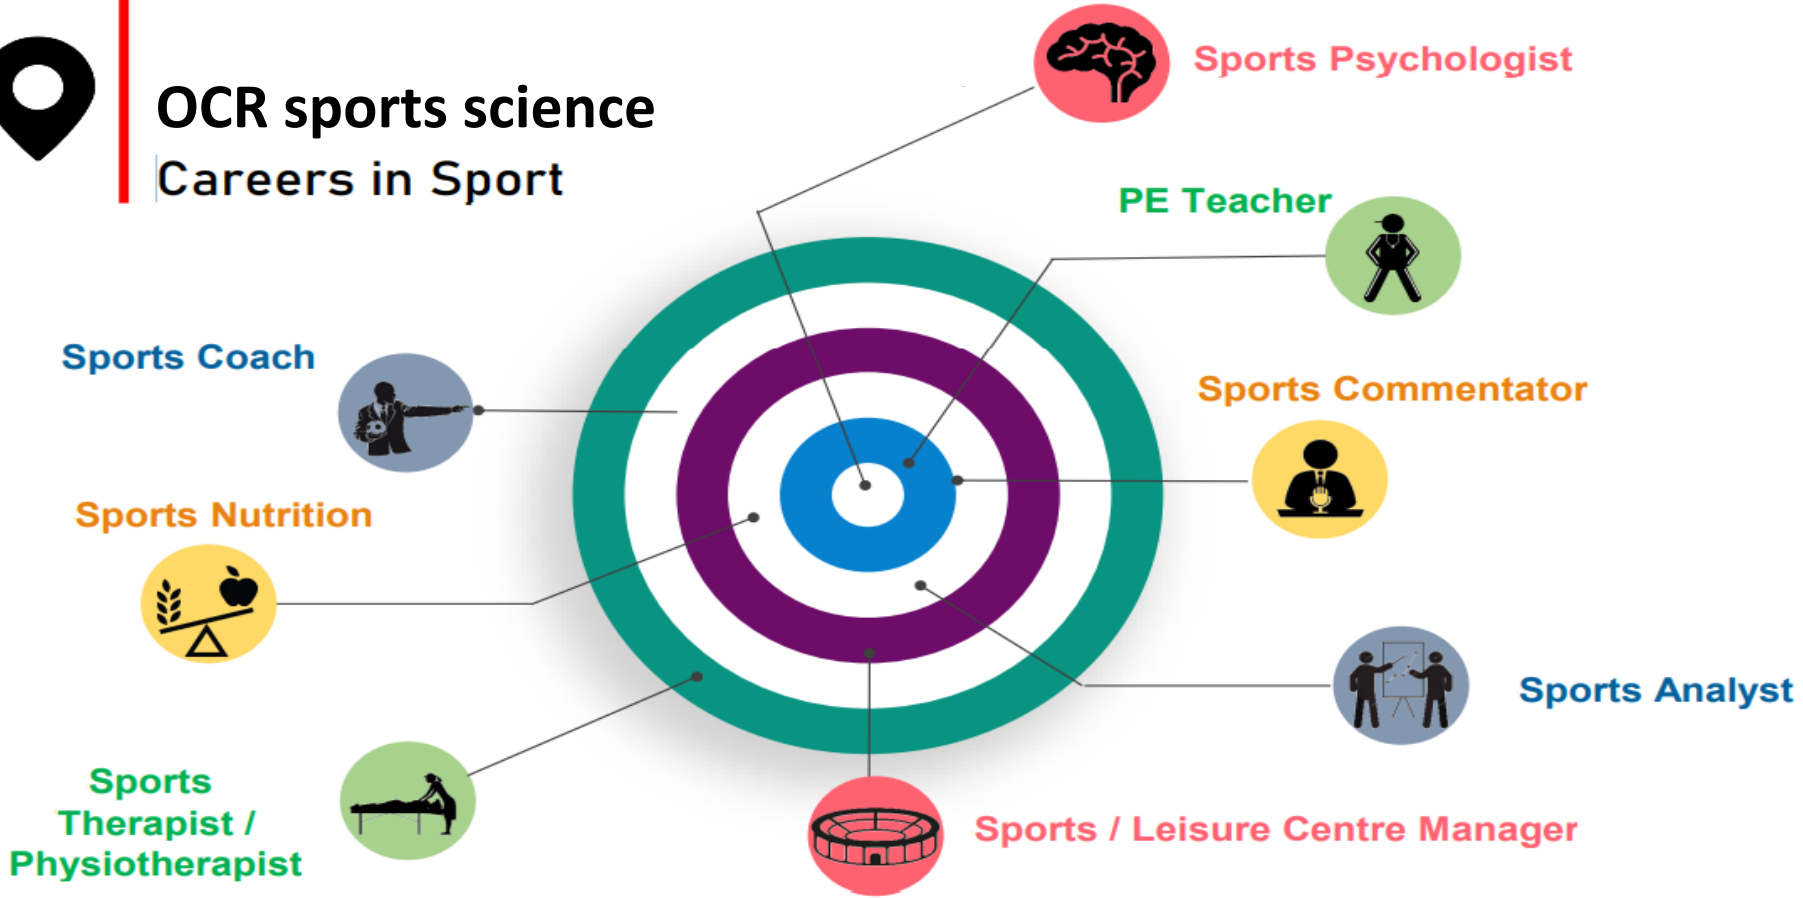 OCR sports science
Careers in Sport
Sports Psychologist
PE Teacher
Sports Coach
Sports Commentator
Sports Nutrition
Sports Analyst
Sports
Therapist /
Physiotherapist
Sports / Leisure Centre Manager